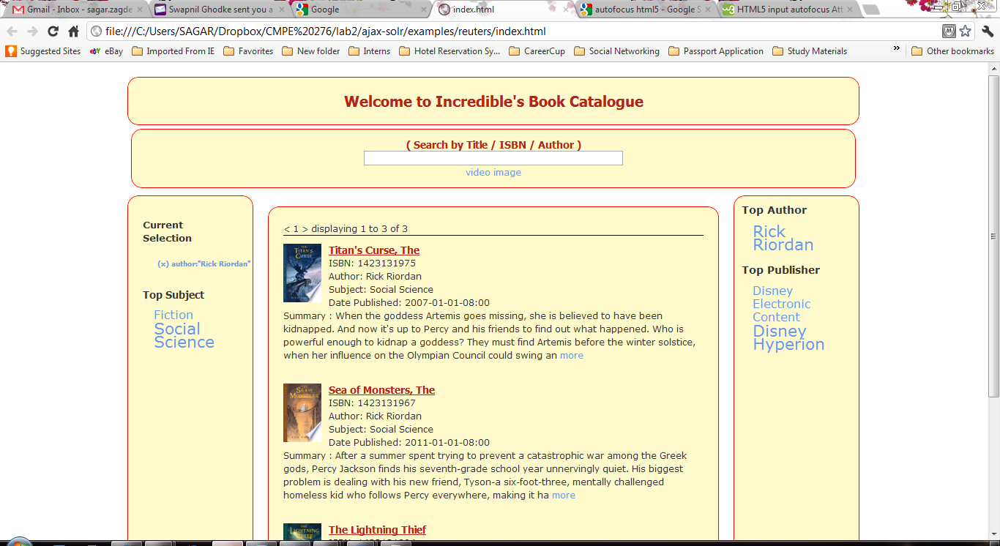 Gmail - Inbox - sagar.zagde
Swapnil Ghodke sent you a
Google
index.html
autofocus html5 - Google S
HTML5 input autofocus Att
file:///C:/Users/SAGAR/Dropbox/CMPE%20276/lab2/ajax-solr/examples/reuters/index.html
Suggested Sites
eBay
Imported From IE
Favorites
New folder
Interns
Hotel Reservation Sy...
CareerCup
Social Networking
Passport Application
Study Materials
»
Other bookmarks
Welcome to Incredible's Book Catalogue
( Search by Title / ISBN / Author )
video image
Current
Selection
(x) author:"Rick Riordan"
Top Subject
Fiction
Social
Science
< 1 > displaying 1 to 3 of 3
THE
TITAN'S
CURSE
Titan's Curse, The
ISBN: 1423131975
Author: Rick Riordan
Subject: Social Science
Date Published: 2007-01-01-08:00
Summary : When the goddess Artemis goes missing, she is believed to have been
kidnapped. And now it's up to Percy and his friends to find out what happened. Who is
powerful enough to kidnap a goddess? They must find Artemis before the winter solstice,
when her influence on the Olympian Council could swing an more
SEA OF
MONSTERS
Sea of Monsters, The
ISBN: 1423131967
Author: Rick Riordan
Subject: Social Science
Date Published: 2011-01-01-08:00
Summary : After a summer spent trying to prevent a catastrophic war among the Greek
gods, Percy Jackson finds his seventh-grade school year unnervingly quiet. His biggest
problem is dealing with his new friend, Tyson-a six-foot-three, mentally challenged
homeless kid who follows Percy everywhere, making it ha more
LIGHTNING
THIEF
The Lightning Thief
Top Author
Rick
Riordan
Top Publisher
Disney
Electronic
Content
Disney
Hyperion